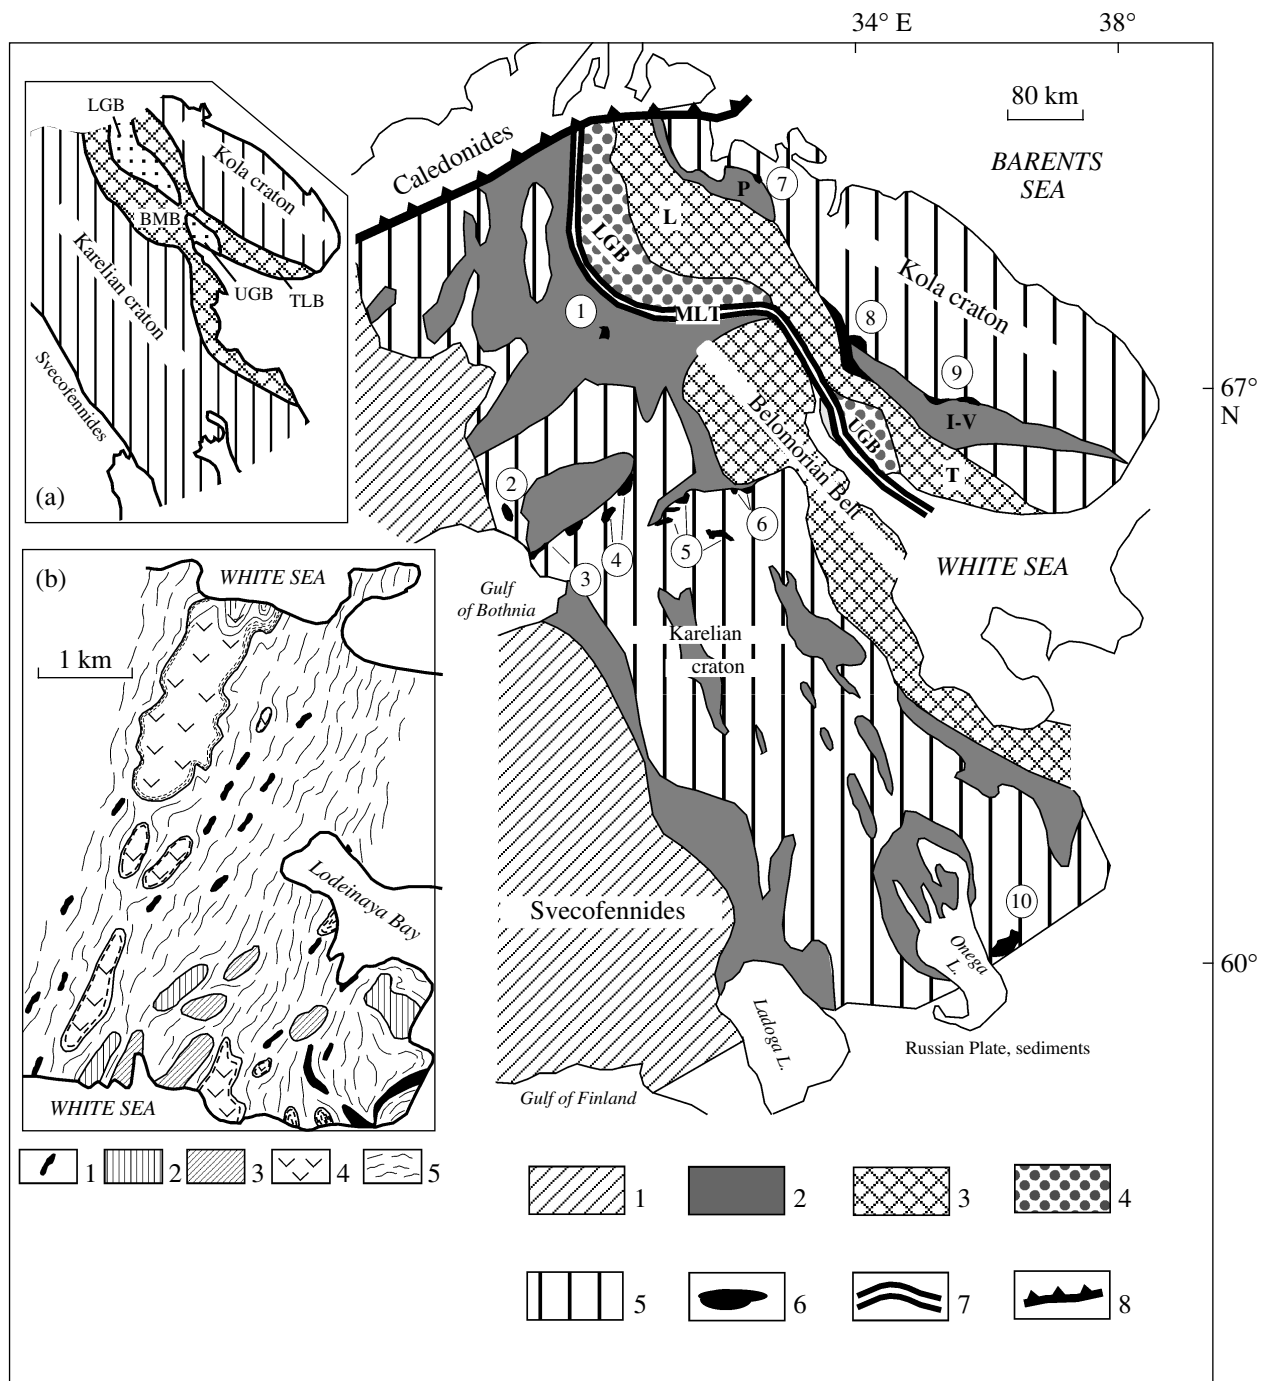 34° E
38°
80 km
BARENTS
SEA
Caledonides
P
7
L
LGB
MLT
1
Kola craton
8
9
I-V
67°
N
UGB
T
Belomorian Belt
2
3
4
5
6
WHITE SEA
Gulf
of Bothnia
Karelian
craton
Svecofennides
10
Onega
L.
60°
Ladoga L.
Russian Plate, sediments
Gulf of Finland
LGB
Kola craton
BMB
Karelian craton
UGB
TLB
Svecofennides
(a)
(b)
WHITE SEA
1 km
Lodeinaya Bay
WHITE SEA
1
2
3
4
5
1
2
3
4
5
6
7
8